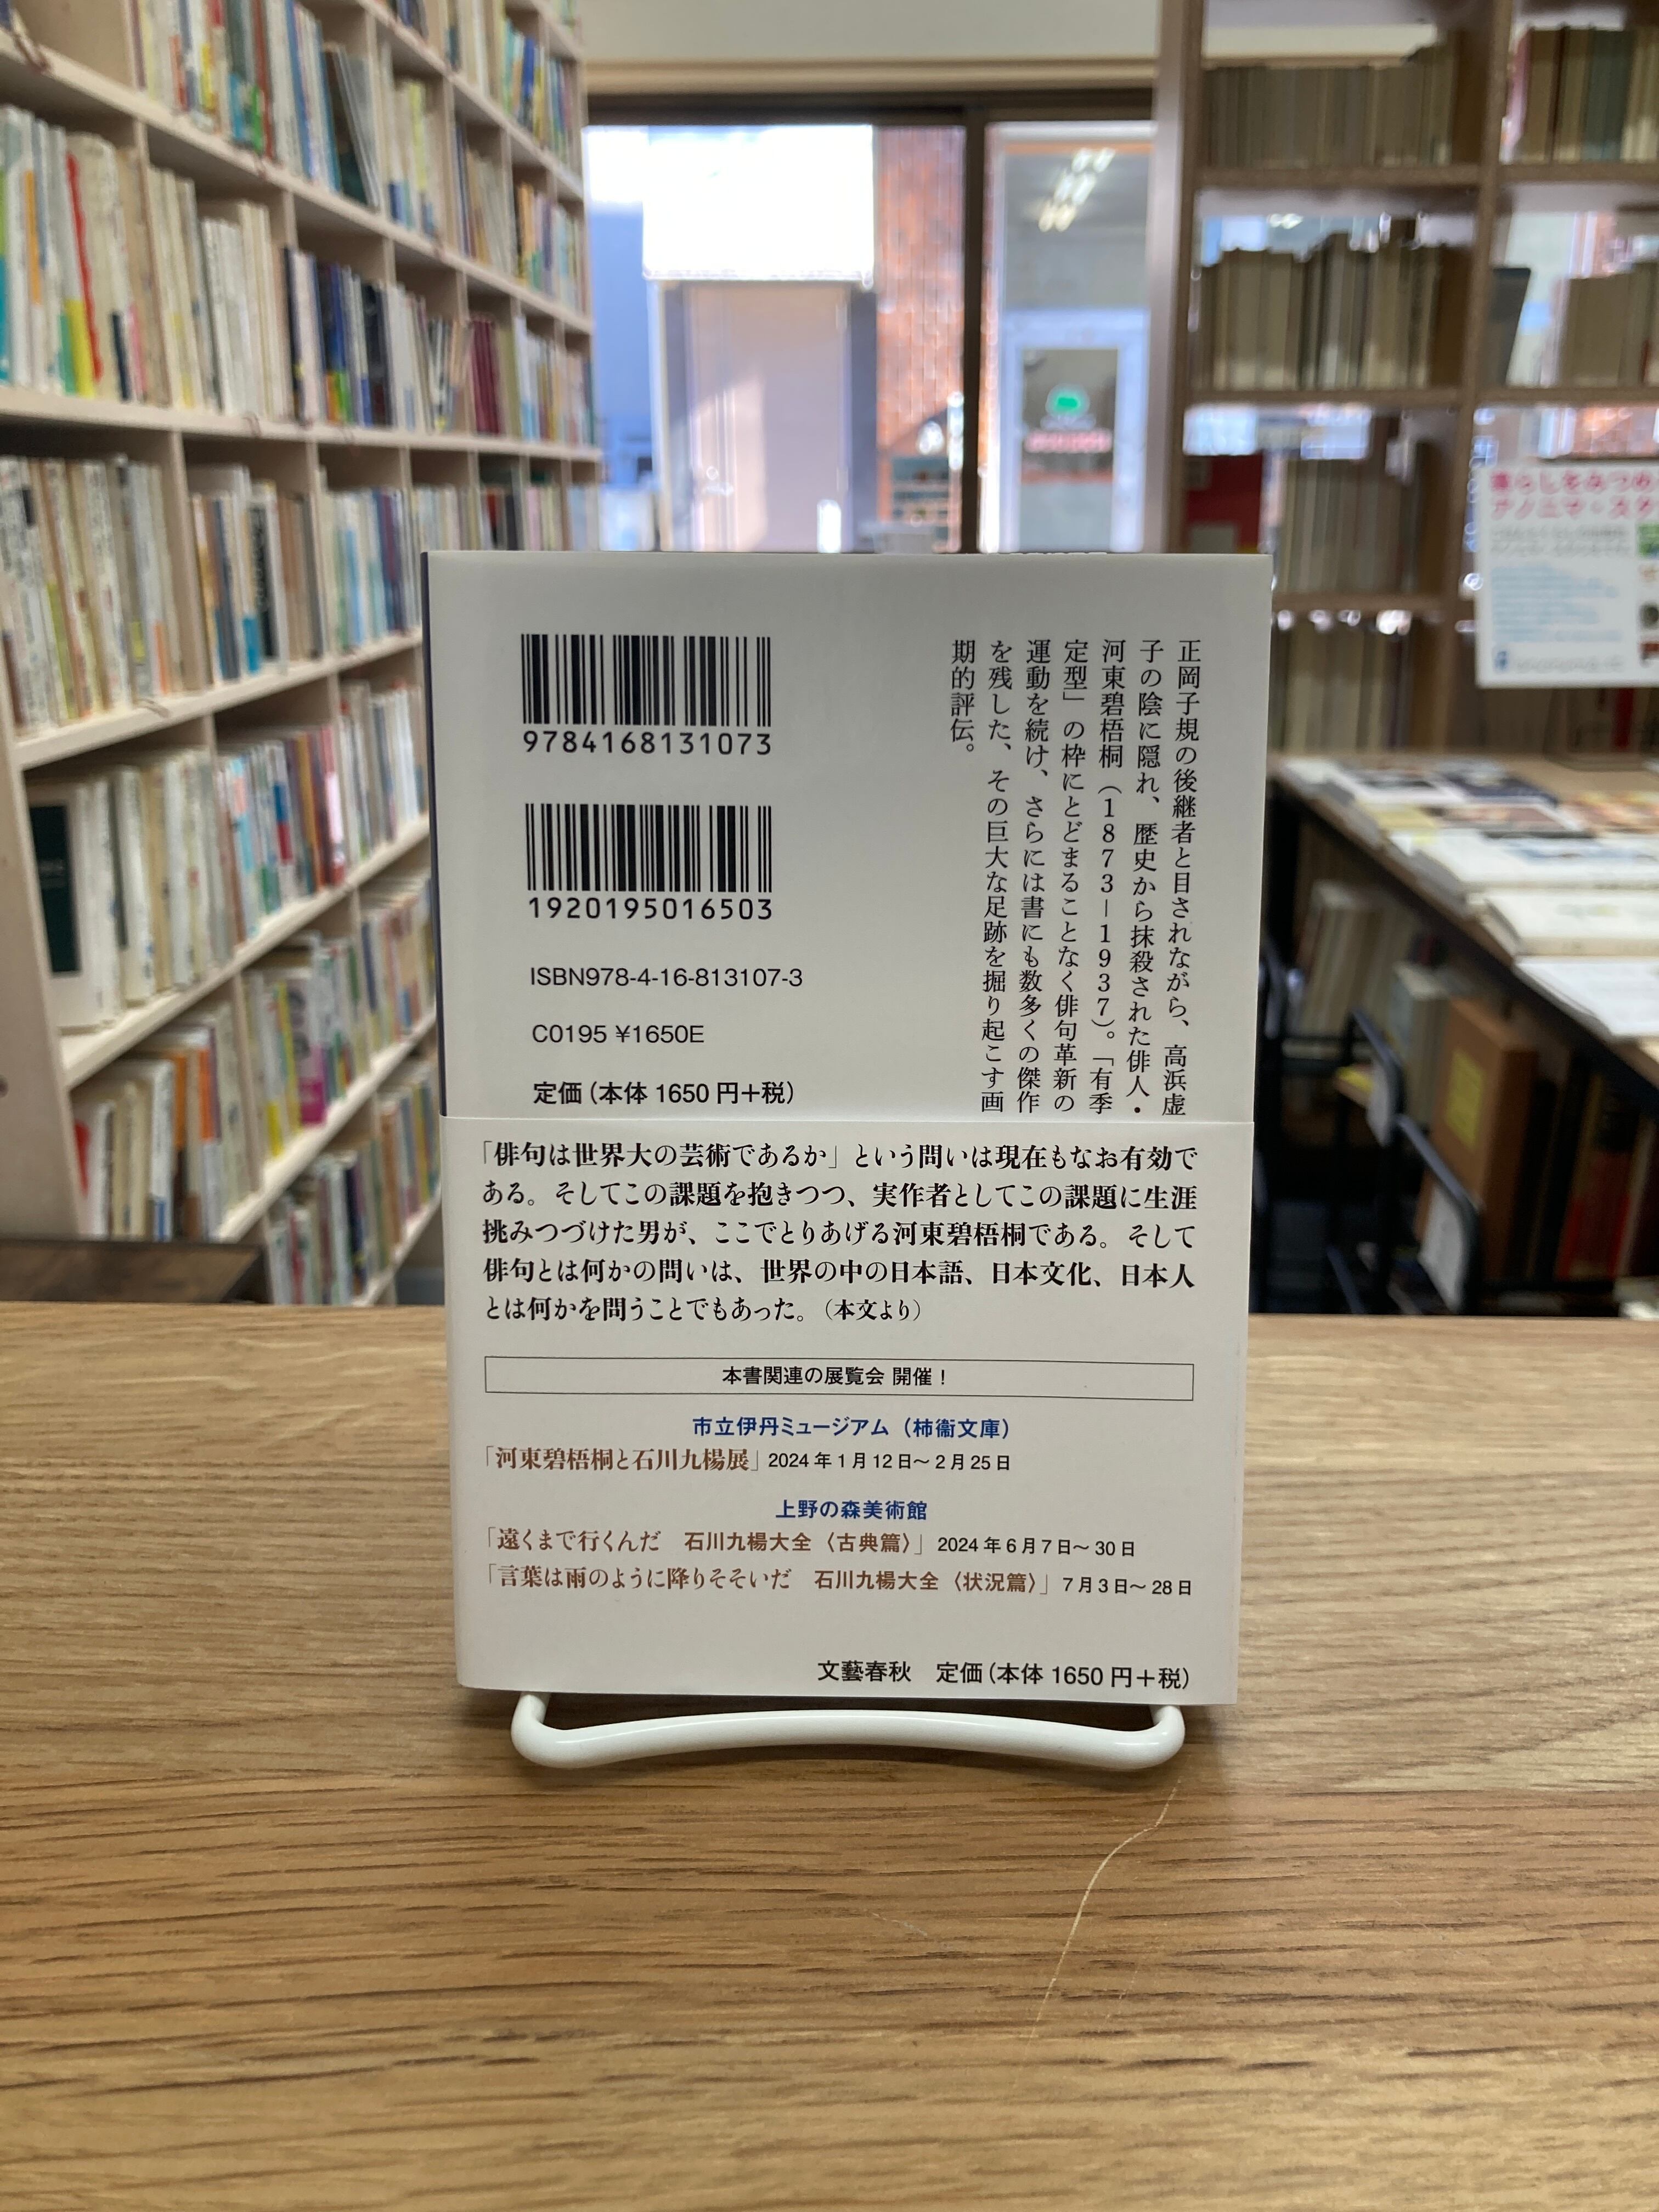 正岡子規の後継者と目されながら、高浜虚
子の陰に隠れ、歴史から抹殺された俳人・
河東碧梧桐（1873―1937）。「有季
定型」の枠にとどまることなく俳句革新の
運動を続け、さらには書にも数多くの傑作
を残した、その巨大な足跡を掘り起こす画
期的評伝。
9784168131073
1920195016503
ISBN978-4-16-813107-3
C0195 ¥1650E
定価（本体 1650 円＋税）
「俳句は世界大の芸術であるか」という問いは現在もなお有効で
ある。そしてこの課題を抱きつつ、実作者としてこの課題に生涯
挑みつづけた男が、ここでとりあげる河東碧梧桐である。そして
俳句とは何かの問いは、世界の中の日本語、日本文化、日本人
とは何かを問うことでもあった。（本文より）
本書関連の展覧会 開催！
市立伊丹ミュージアム（柿衞文庫）
「河東碧梧桐と石川九楊展」2024 年 1 月 12 日～ 2 月 25 日
上野の森美術館
「遠くまで行くんだ　石川九楊大全〈古典篇〉」2024 年 6 月 7 日～ 30 日
「言葉は雨のように降りそそいだ　石川九楊大全〈状況篇〉」7 月 3 日～ 28 日
文藝春秋　定価（本体 1650 円＋税）
暮らしをみつめ
アノニマ・スタ